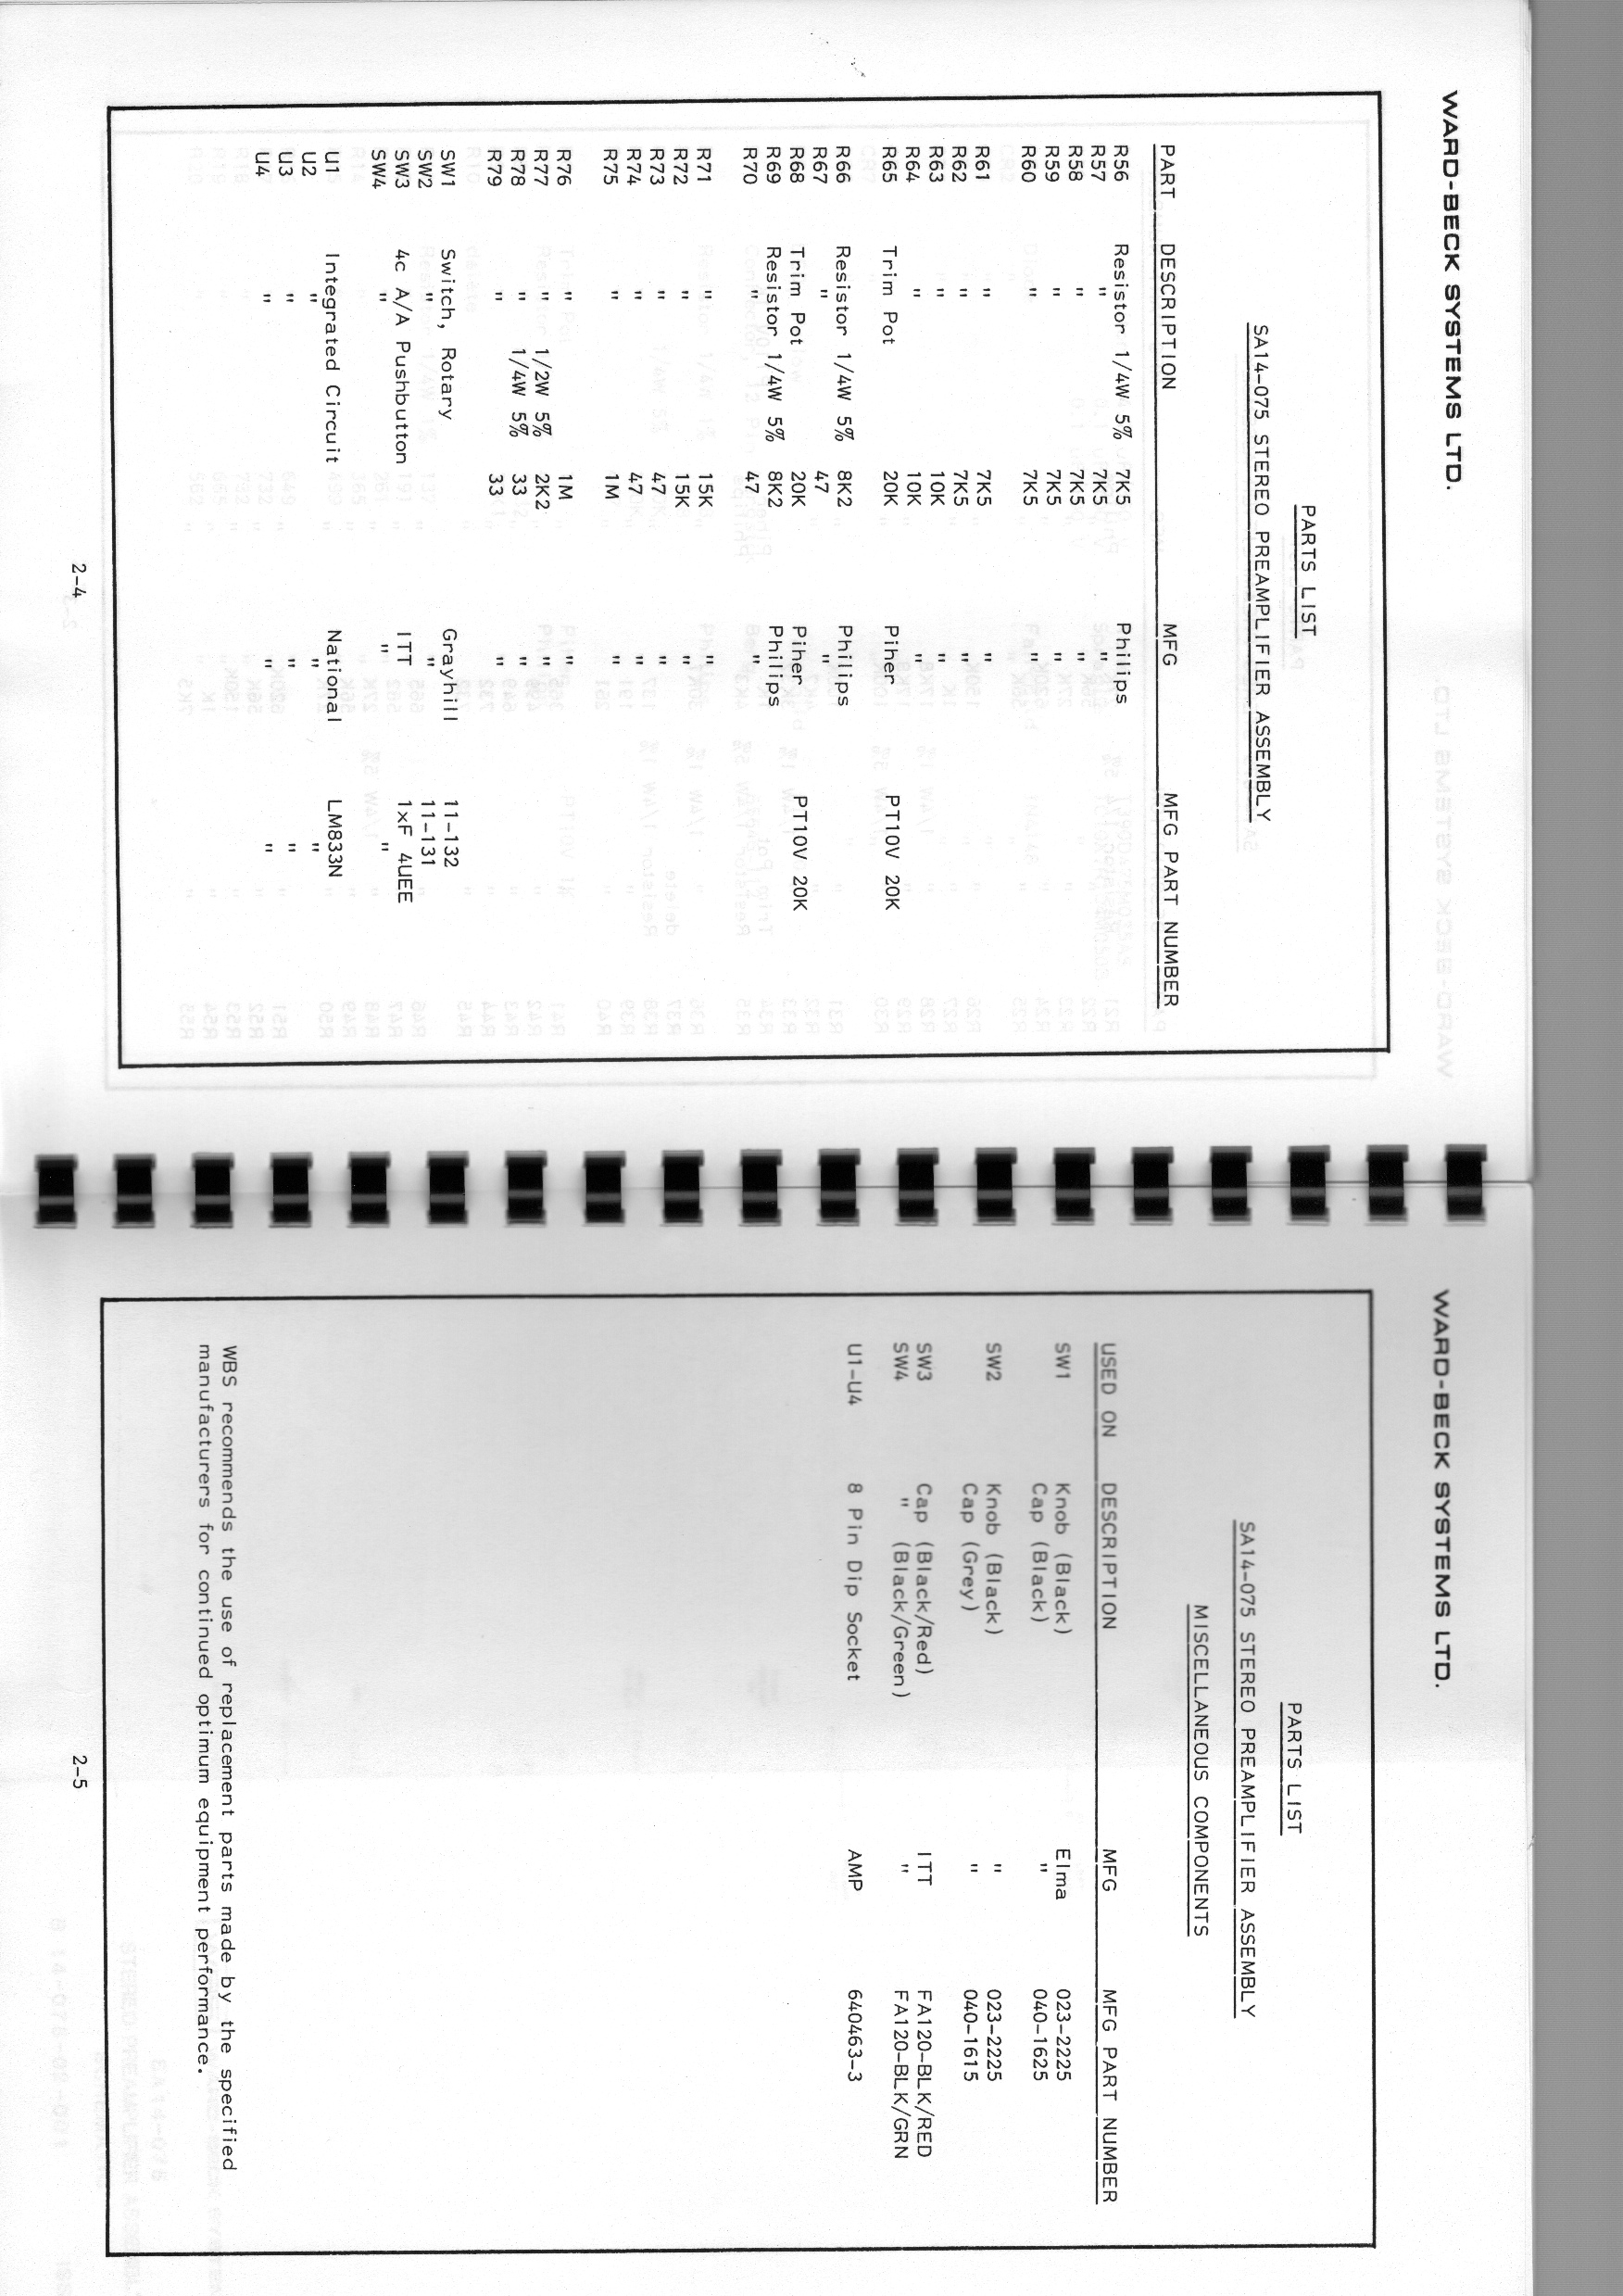 WARD-BECK SYSTEMS LTD.
PARTS LIST
SA14-075 STEREO PREAMPLIFIER ASSEMBLY
PART DESCRIPTION MFG MFG PART NUMBER
R56 Resistor 1/4W 5% 7K5 Philips
R57 " 7K5 "
R58 " 7K5 "
R59 " 7K5 "
R60 " 7K5 "
R61 " 7K5 "
R62 " 7K5 "
R63 " 10K "
R64 " 10K "
R65 Trim Pot 20K Piher PT10V 20K
R66 Resistor 1/4W 5% 8K2 Philips
R67 " 47 "
R68 Trim Pot 20K Piher PT10V 20K
R69 Resistor 1/4W 5% 8K2 Philips
R70 " 47 "
R71 " 15K "
R72 " 15K "
R73 " 47 "
R74 " 47 "
R75 " 1M "
R76 " 1M "
R77 " 1/2W 5% 2K2 "
R78 " 1/4W 5% 33 "
R79 " 33 "
SW1 Switch, Rotary Grayhill 11-132
SW2 " " 11-131
SW3 4c A/A Pushbutton ITT 1xF 4UEE
SW4 " " "
U1 Integrated Circuit National LM833N
U2 " " "
U3 " " "
U4 " " "
2-4
WARD-BECK SYSTEMS LTD.
PARTS LIST
SA14-075 STEREO PREAMPLIFIER ASSEMBLY
MISCELLANEOUS COMPONENTS
USED ON DESCRIPTION MFG MFG PART NUMBER
SW1 Knob (Black) Elma 023-2225
Cap (Black) " 040-1625
SW2 Knob (Black) " 023-2225
Cap (Grey) " 040-1615
SW3 Cap (Black/Red) ITT FA120-BLK/RED
SW4 " (Black/Green) " FA120-BLK/GRN
U1-U4 8 Pin Dip Socket AMP 640463-3
WBS recommends the use of replacement parts made by the specified
manufacturers for continued optimum equipment performance.
2-5